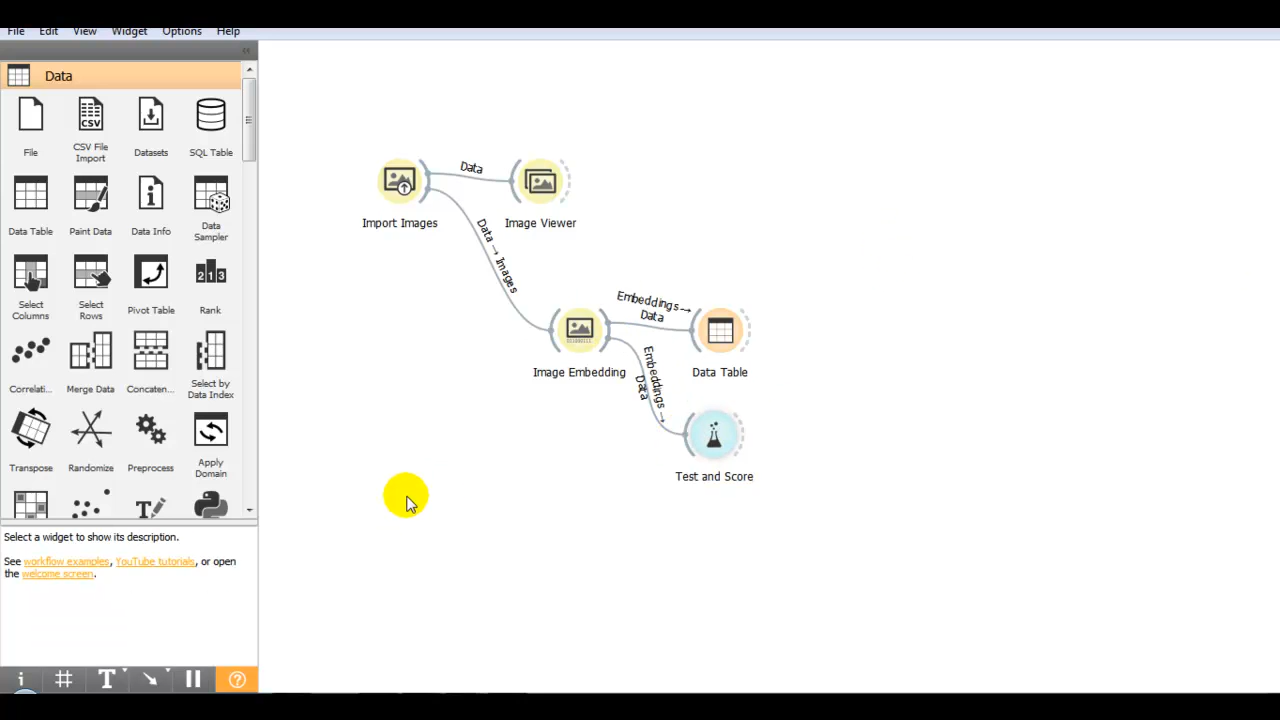 File Edit View Widget Options Help
Data
File
CSV File
Import
Datasets
SQL Table
Data Table
Paint Data
Data Info
Data
Sampler
Select
Columns
Select
Rows
Pivot Table
Rank
Correlati...
Merge Data
Concaten...
Select by
Data Index
Transpose
Randomize
Preprocess
Apply
Domain
Select a widget to show its description.
See workflow examples, YouTube tutorials, or open
the welcome screen.
Data
Import Images
Image Viewer
Data → Images
Embeddings →
Data
Image Embedding
Data Table
Embeddings →
Data
Test and Score